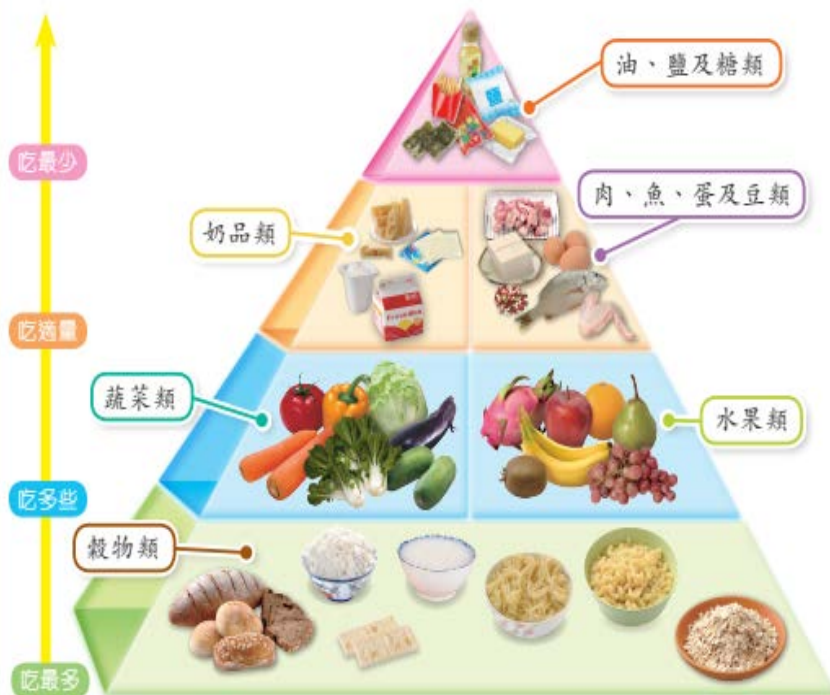 油、鹽及糖類
吃最少
肉、魚、蛋及豆類
奶品類
鹽
吃適量
蔬菜類
水果類
吃多些
穀物類
吃最多